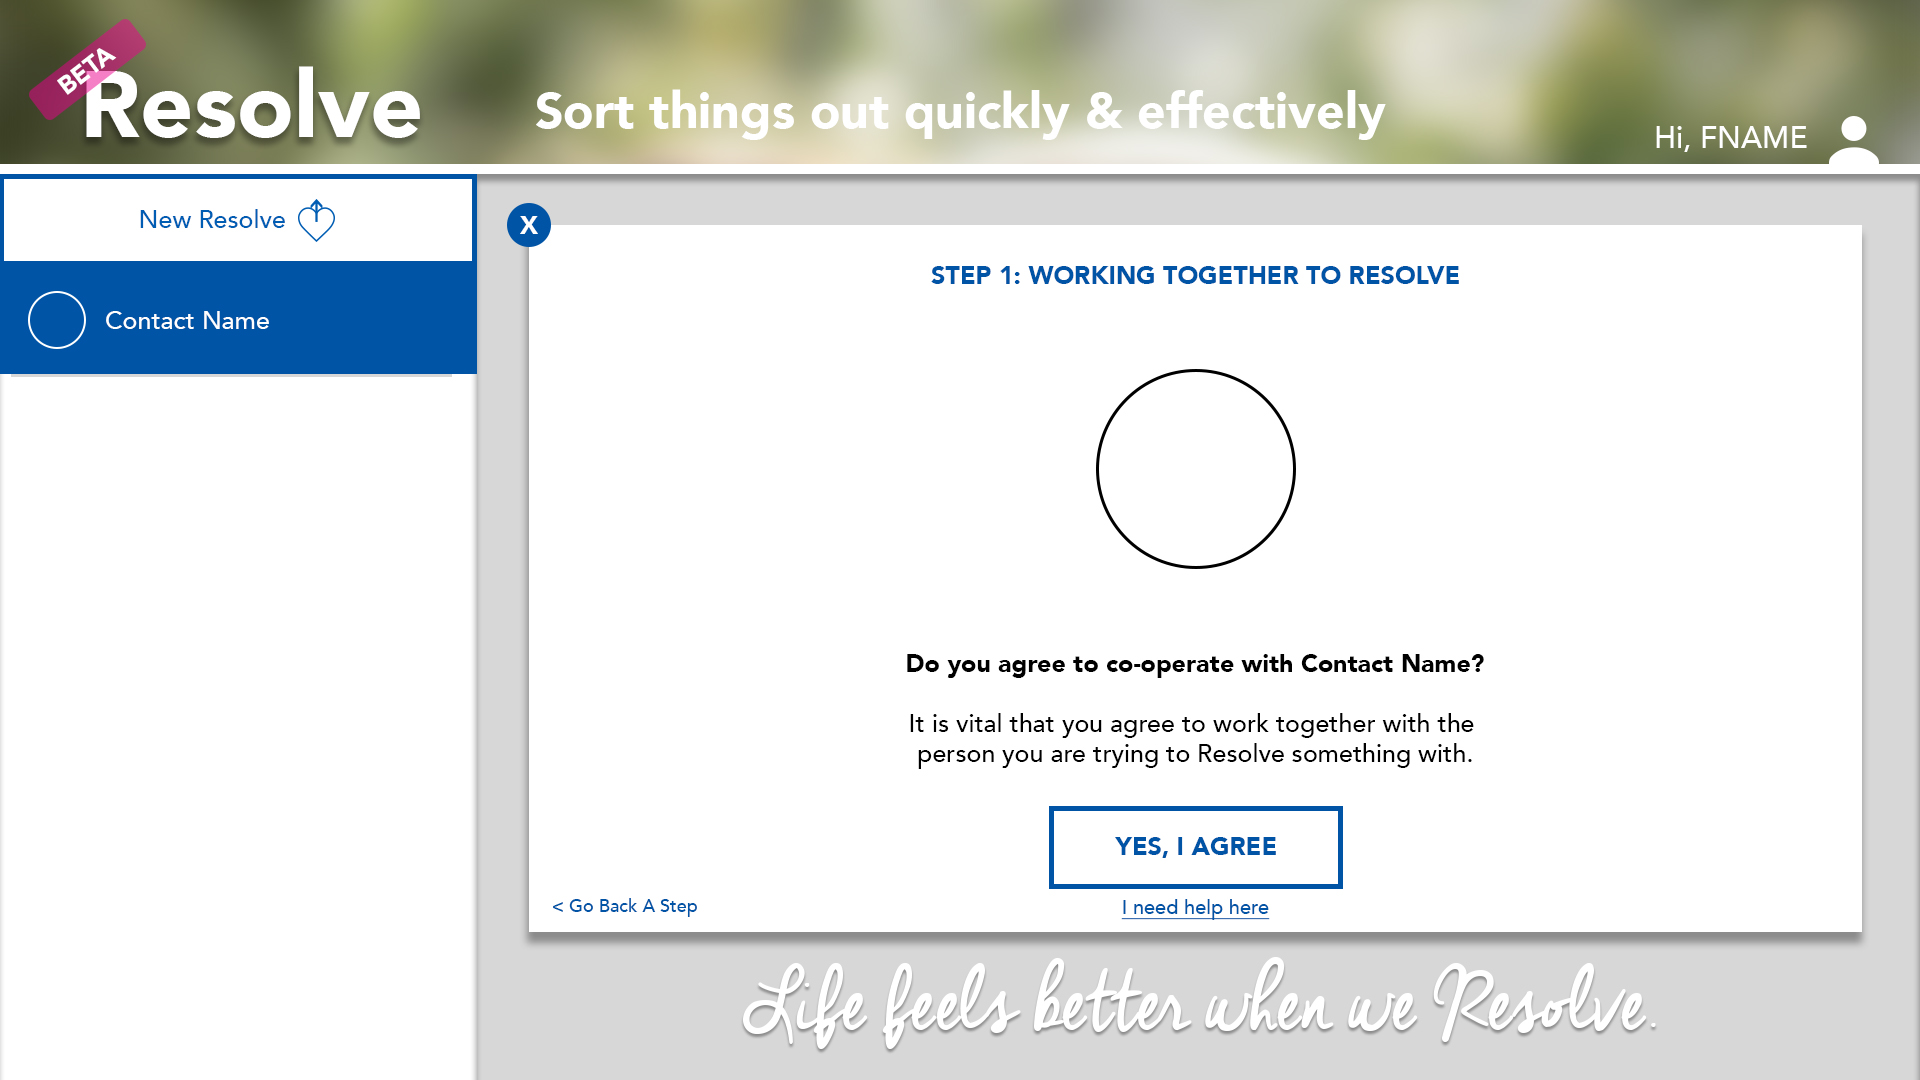 BETA
Resolve
Sort things out quickly & effectively
Hi, FNAME
New Resolve
Contact Name
X
STEP 1: WORKING TOGETHER TO RESOLVE
Do you agree to co-operate with Contact Name?
It is vital that you agree to work together with the
person you are trying to Resolve something with.
YES, I AGREE
< Go Back A Step
I need help here
Life feels better when we Resolve.